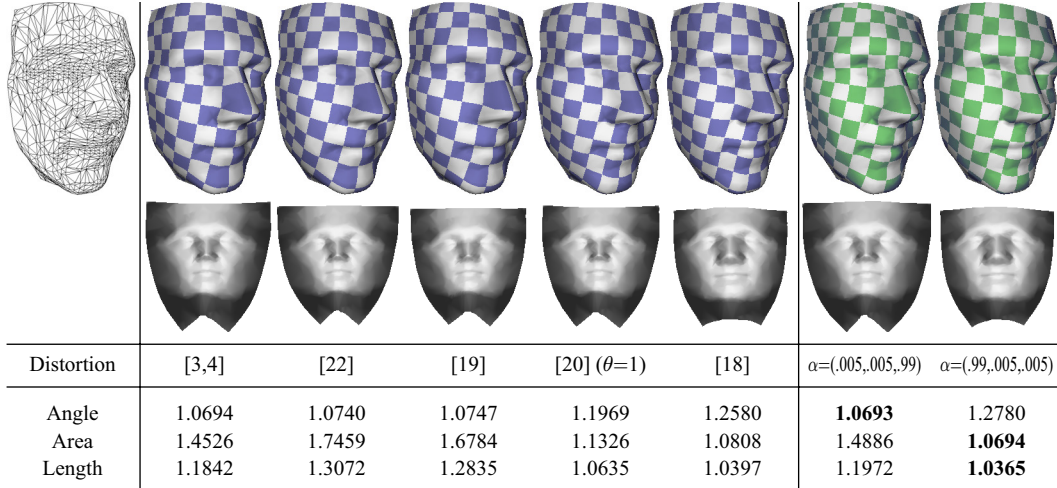 Distortion [3,4] [22] [19] [20] (θ=1) [18] α=(.005,.005,.99) α=(.99,.005,.005)
Angle 1.0694 1.0740 1.0747 1.1969 1.2580 1.0693 1.2780
Area 1.4526 1.7459 1.6784 1.1326 1.0808 1.4886 1.0694
Length 1.1842 1.3072 1.2835 1.0635 1.0397 1.1972 1.0365